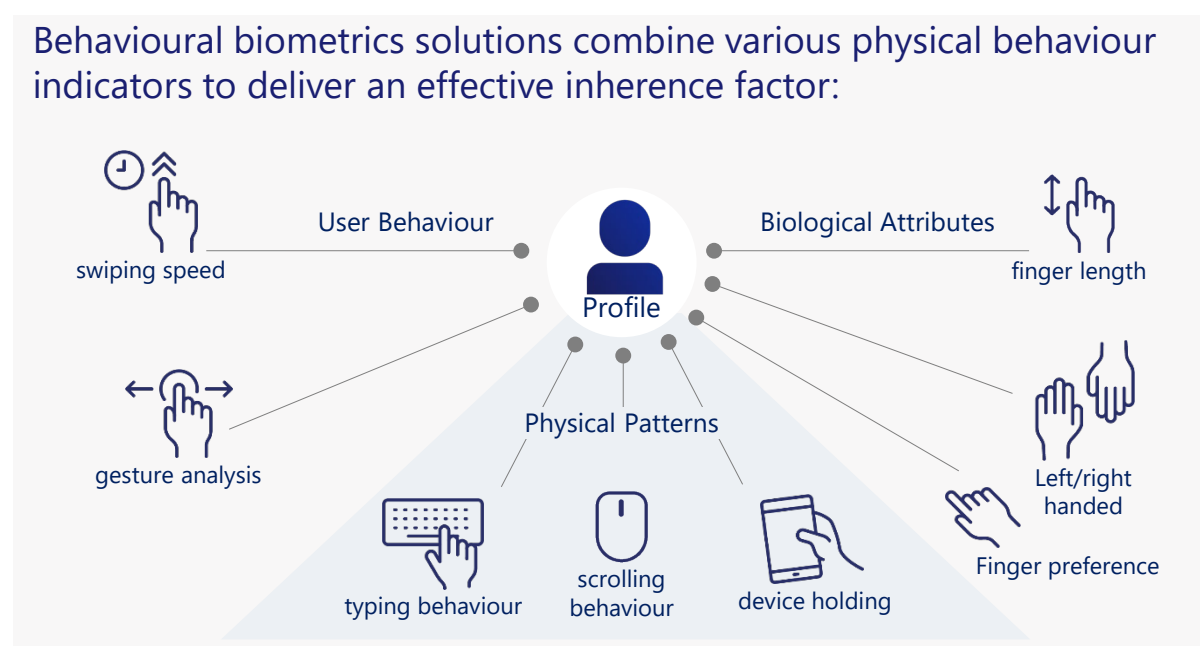 Behavioural biometrics solutions combine various physical behaviour
indicators to deliver an effective inherence factor:
User Behaviour
Biological Attributes
swiping speed
finger length
Profile
Physical Patterns
gesture analysis
Left/right
handed
typing behaviour
scrolling
behaviour
device holding
Finger preference